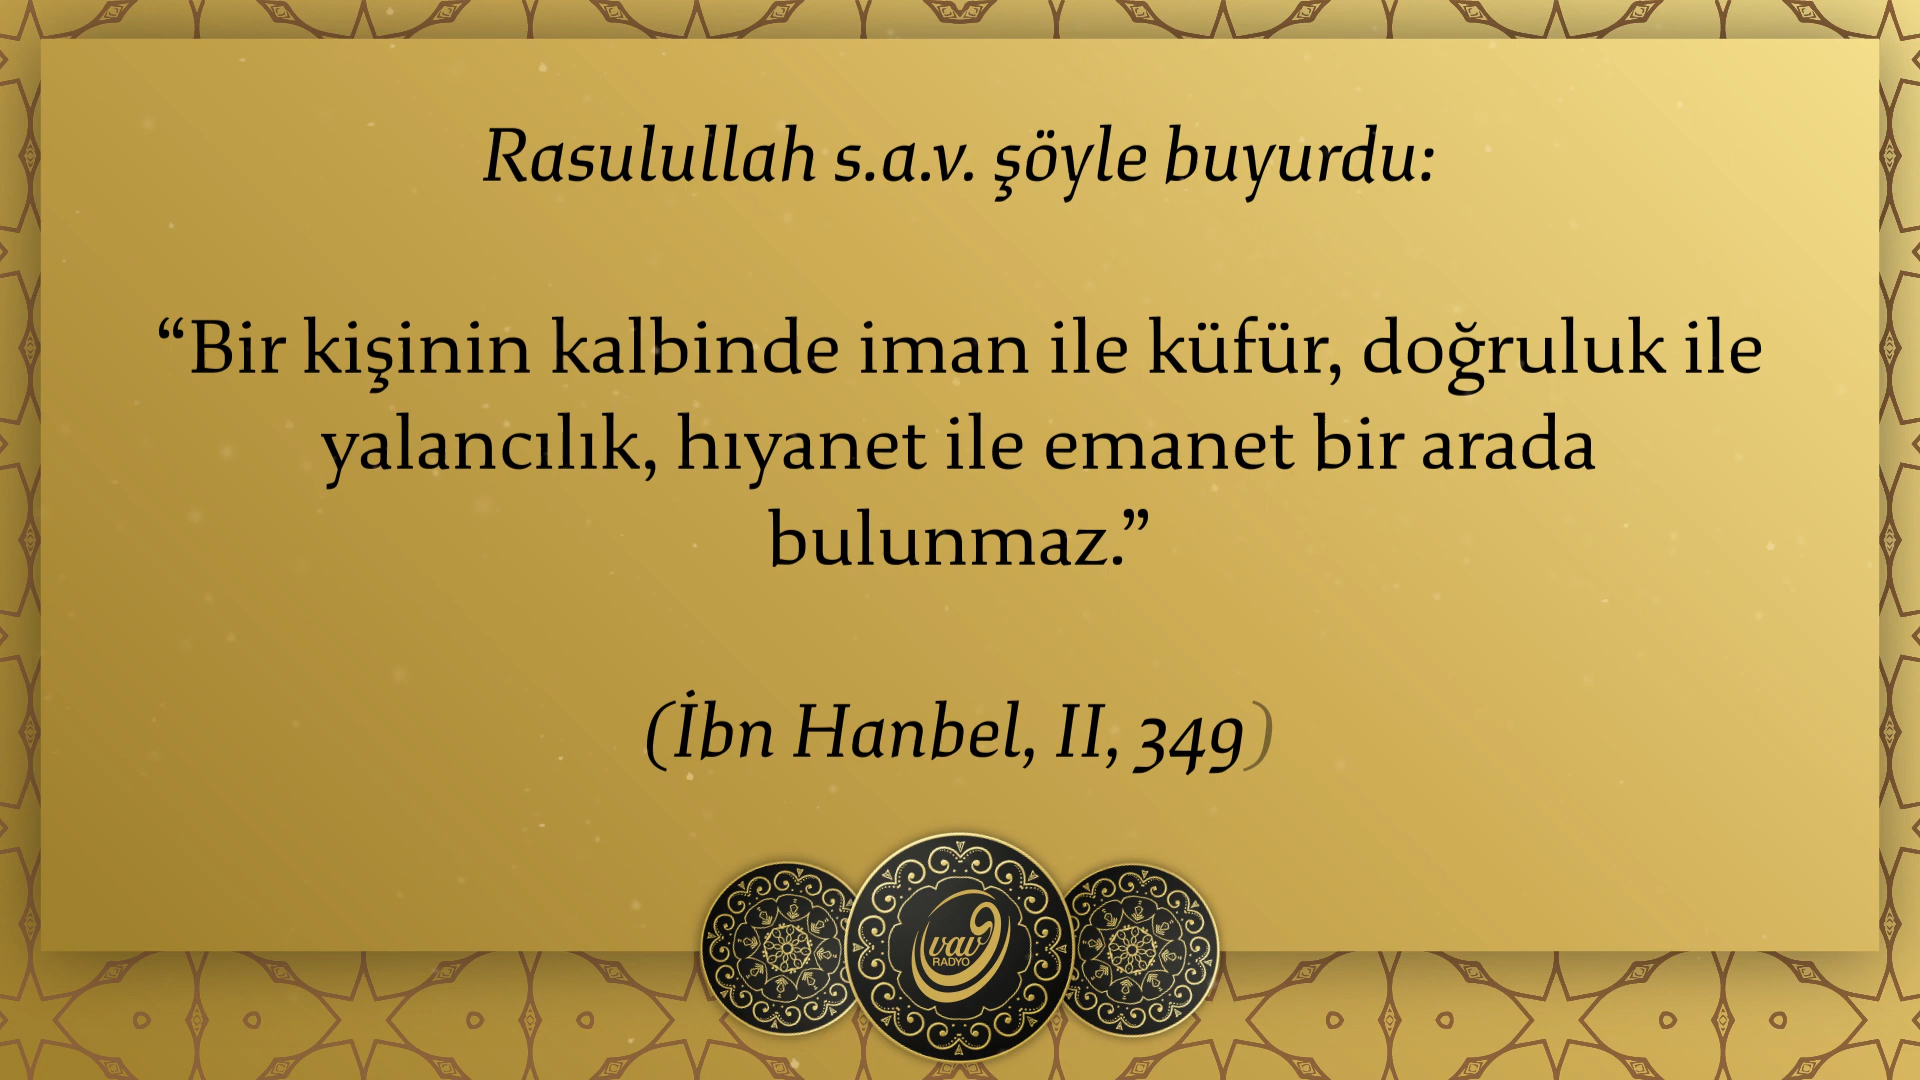 Rasulullah s.a.v. şöyle buyurdu:
“Bir kişinin kalbinde iman ile küfür, doğruluk ile
yalancılık, hıyanet ile emanet bir arada
bulunmaz.”
(İbn Hanbel, II, 349)
vav
RADYO